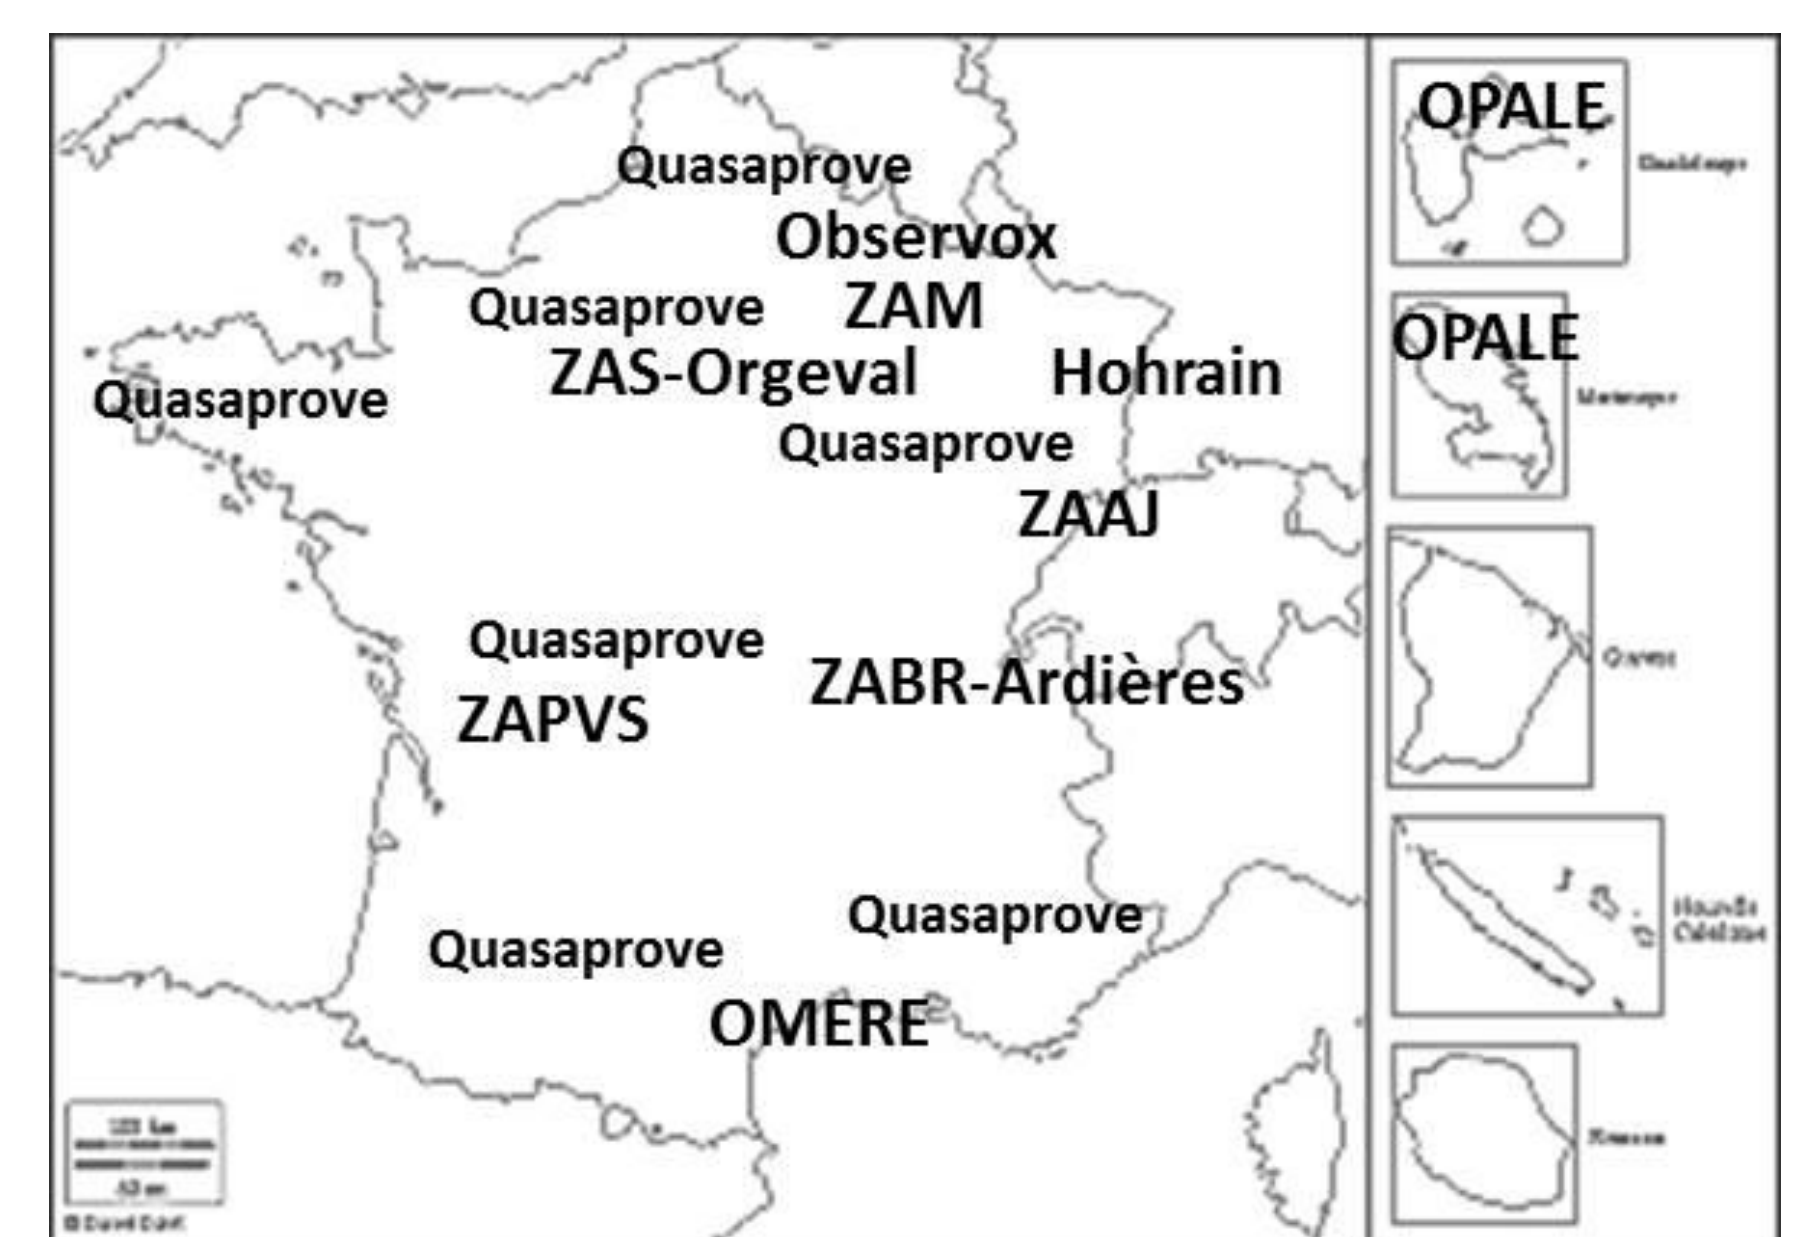 Quasaprove
Observox
Quasaprove
ZAM
ZAS-Orgeval
Hohrain
Quasaprove
Quasaprove
ZAAJ
Quasaprove
ZABR-Ardières
ZAPVS
Quasaprove
Quasaprove
OMERE
OPALE
OPALE